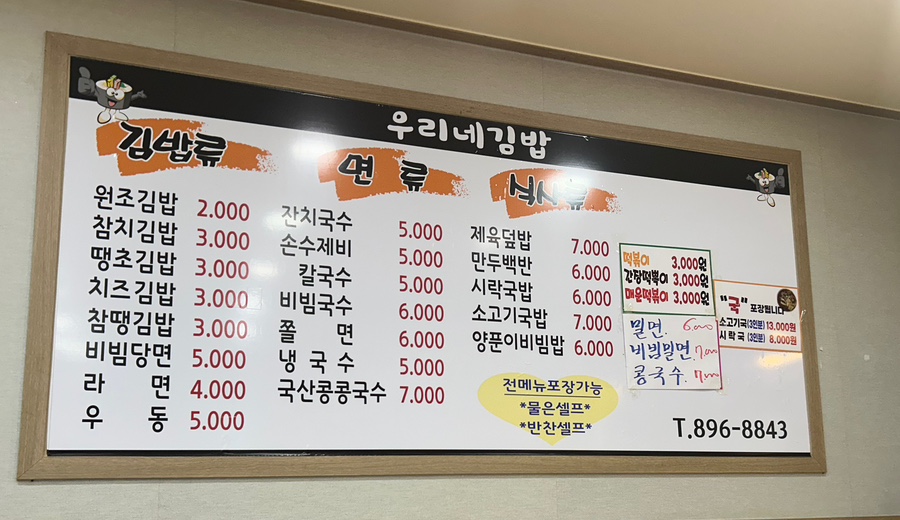 우리네김밥
김밥류
원조김밥 2.000
참치김밥 3.000
땡초김밥 3.000
치즈김밥 3.000
참땡김밥 3.000
비빔당면 5.000
라 면 4.000
우 동 5.000
면 류
잔치국수 5.000
손수제비 5.000
칼국수 5.000
비빔국수 6.000
쫄 면 6.000
냉 국 수 5.000
국산콩콩국수 7.000
식사류
제육덮밥 7.000
만두백반 6.000
시락국밥 6.000
소고기국밥 7.000
양푼이비빔밥 6.000
전메뉴포장가능
*물은셀프*
*반찬셀프*
떡볶이 3.000원
간장떡볶이 3.000원
매운떡볶이 3.000원
밀면. 6.000
비빔밀면. 7.000
콩국수. 7.000
"국" 포장됩니다
소고기국(3인분) 13.000원
시 락 국 (3인분) 8.000원
T.896-8843